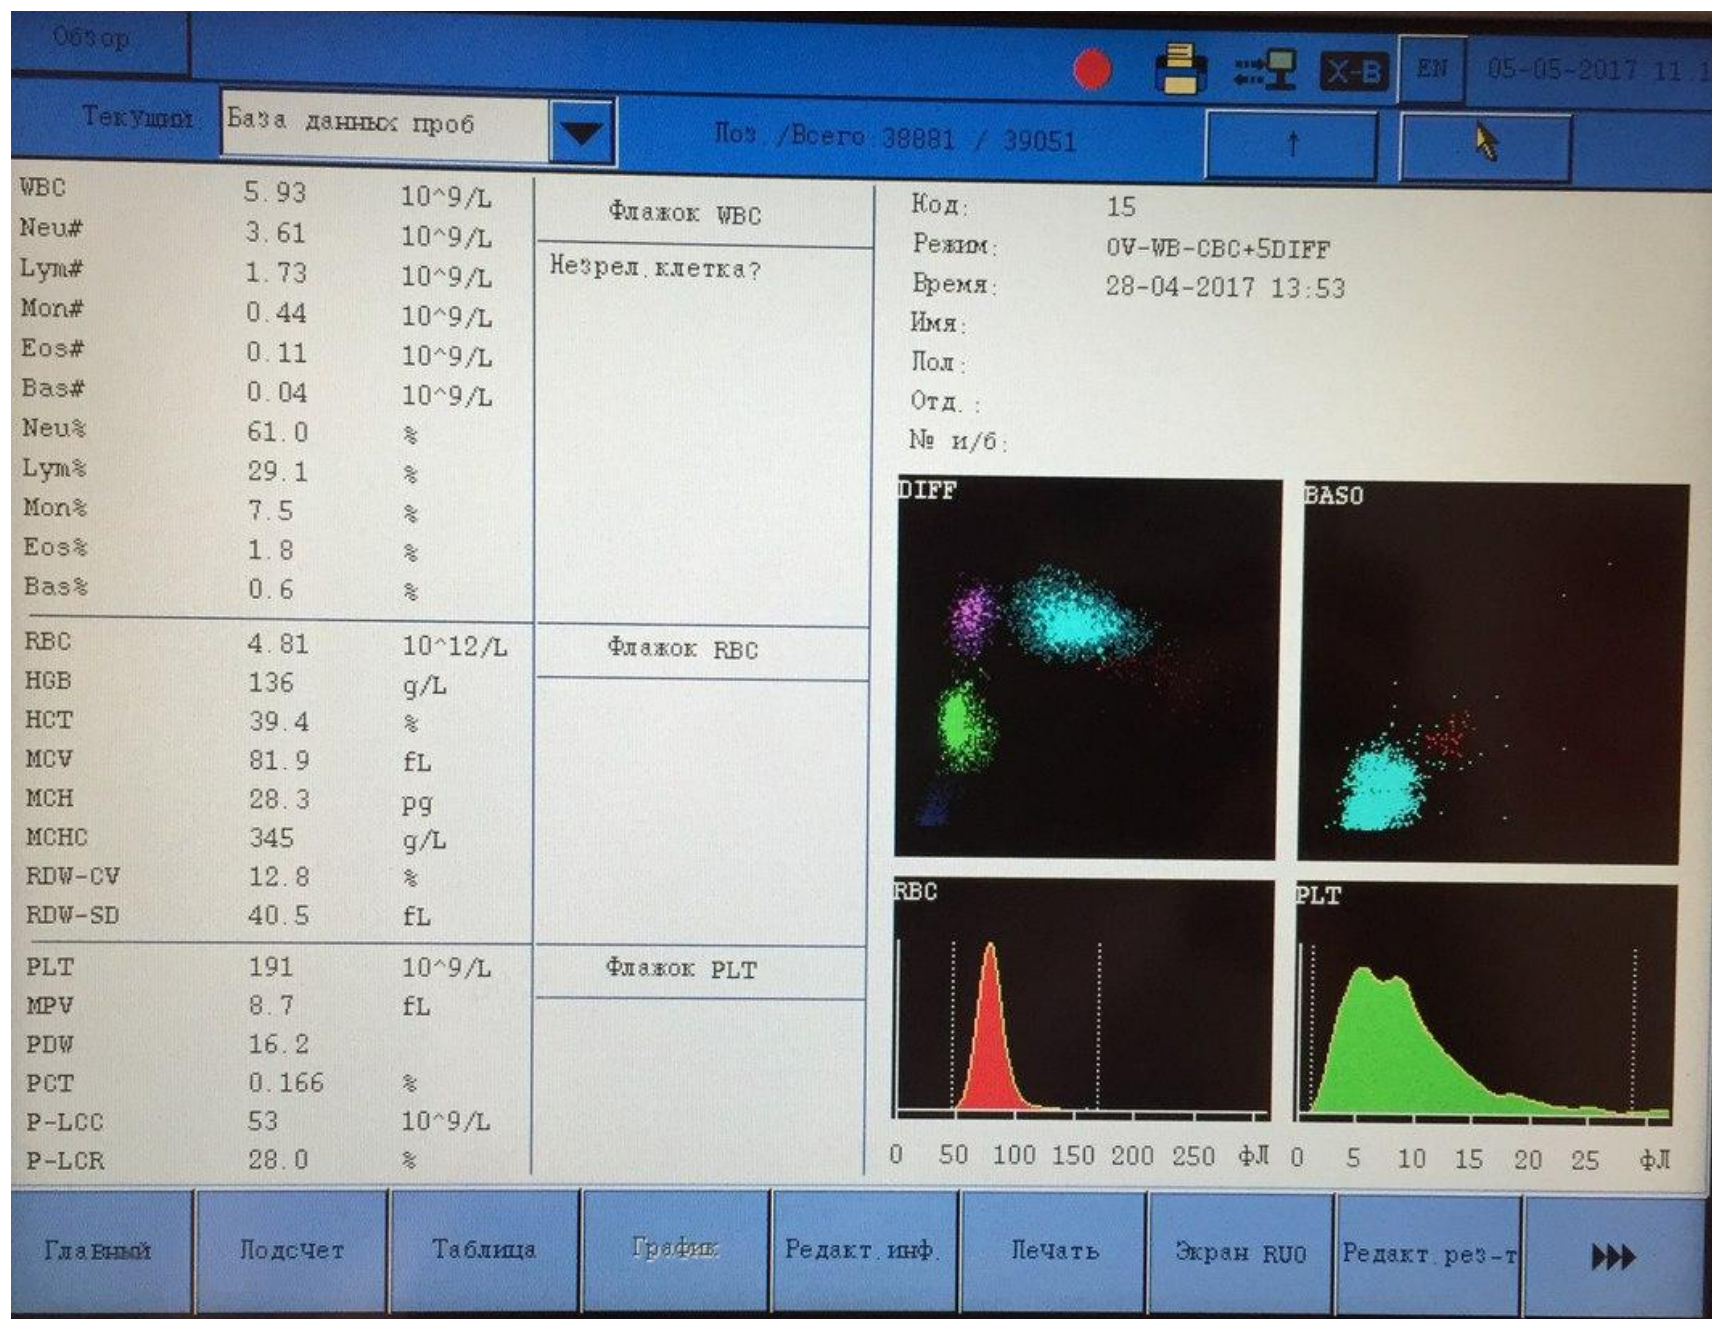 Обзор
X-B EN 05-05-2017 11.1
Текущий База данных проб Поз./Всего 38881 / 39051 ↑
WBC 5.93 10^9/L
Neu# 3.61 10^9/L
Lym# 1.73 10^9/L
Mon# 0.44 10^9/L
Eos# 0.11 10^9/L
Bas# 0.04 10^9/L
Neu% 61.0 %
Lym% 29.1 %
Mon% 7.5 %
Eos% 1.8 %
Bas% 0.6 %
RBC 4.81 10^12/L
HGB 136 g/L
HCT 39.4 %
MCV 81.9 fL
MCH 28.3 pg
MCHC 345 g/L
RDW-CV 12.8 %
RDW-SD 40.5 fL
PLT 191 10^9/L
MPV 8.7 fL
PDW 16.2
PCT 0.166 %
P-LCC 53 10^9/L
P-LCR 28.0 %
Флажок WBC
Незрел.клетка?
Флажок RBC
Флажок PLT
Код: 15
Режим: OV-WB-CBC+5DIFF
Время: 28-04-2017 13:53
Имя:
Пол:
Отд.:
№ и/б:
DIFF
BASO
RBC
0 50 100 150 200 250 фЛ
PLT
0 5 10 15 20 25 фЛ
Главный Подсчет Таблица График Редакт.инф. Печать Экран RUO Редакт.рез-т